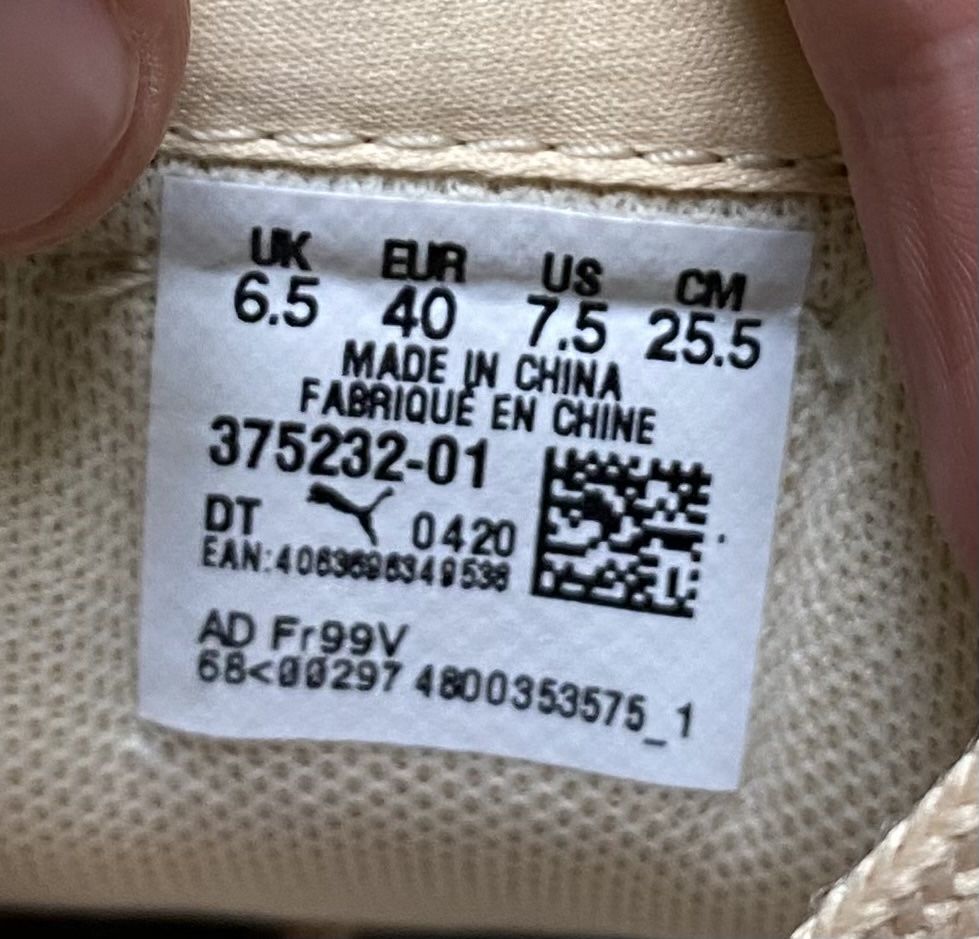 UK EUR US CM
6.5 40 7.5 25.5
MADE IN CHINA
FABRIQUÉ EN CHINE
375232-01
DT 0420
EAN:4063696349538
AD Fr99V
68<00297 4800353575_1